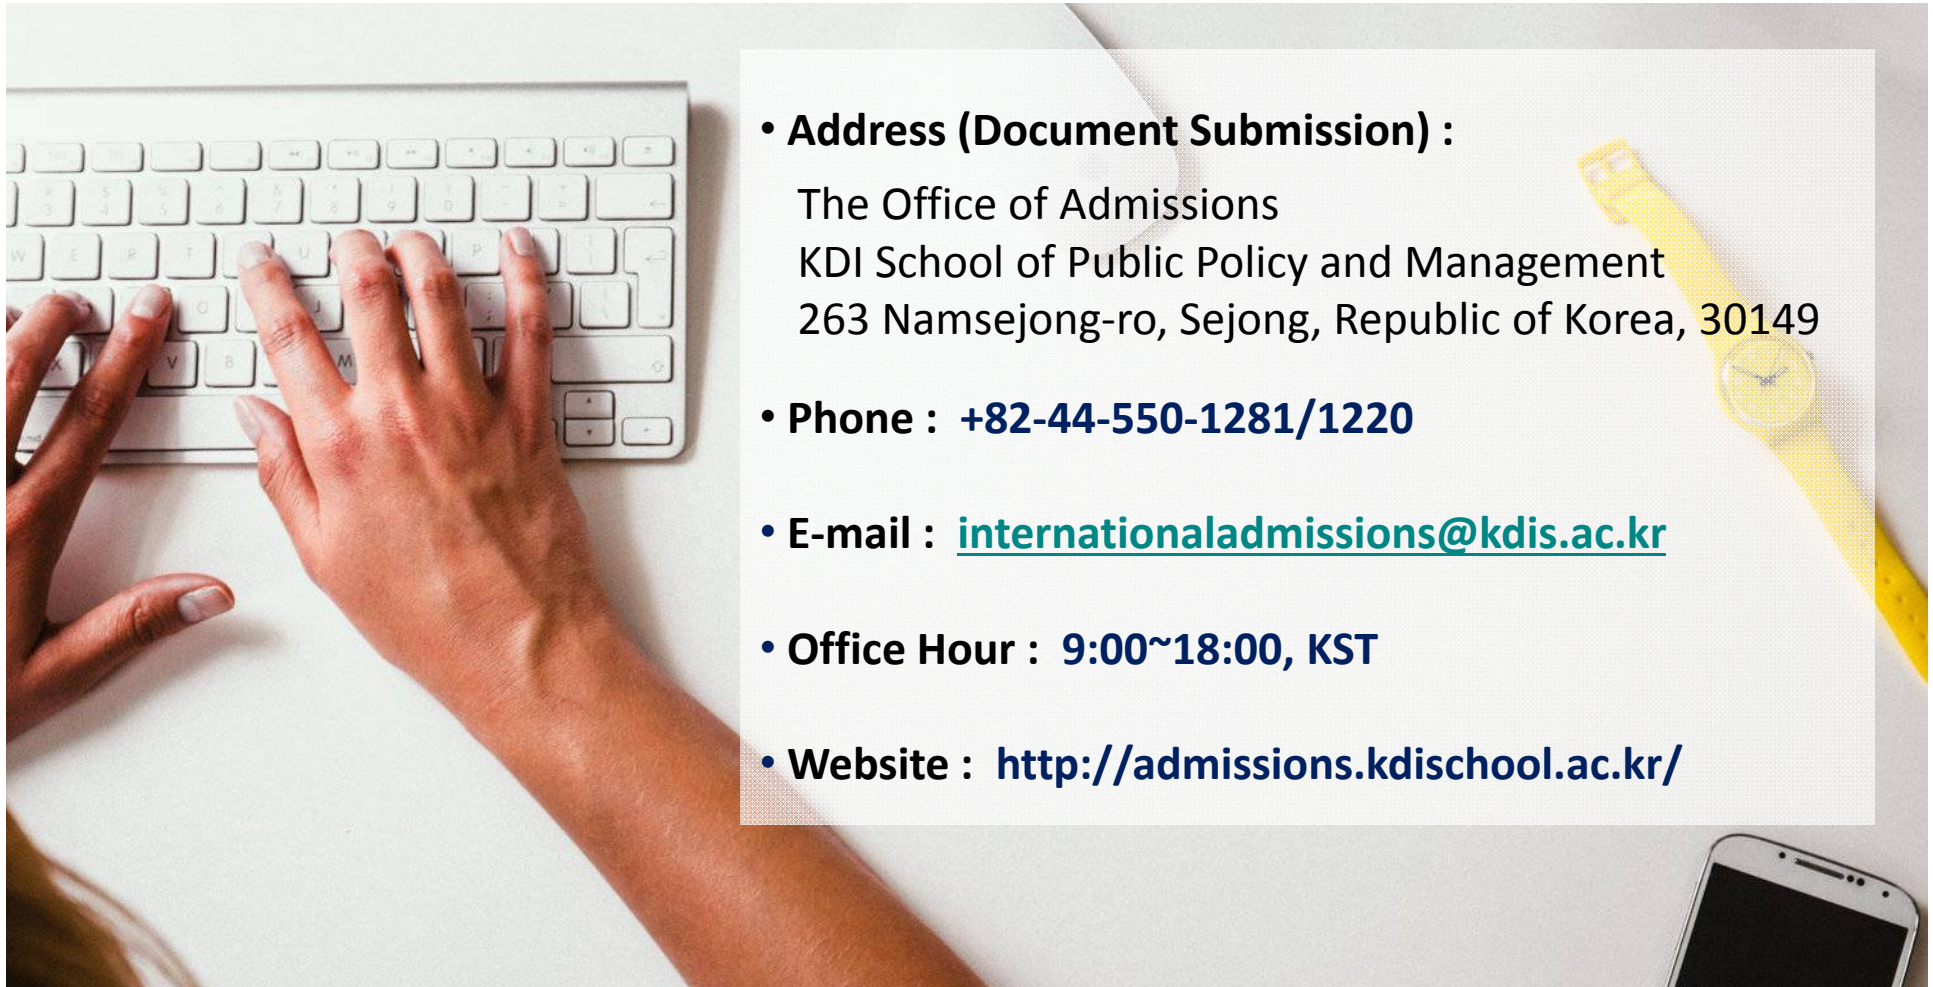 • Address (Document Submission) :
The Office of Admissions
KDI School of Public Policy and Management
263 Namsejong-ro, Sejong, Republic of Korea, 30149
• Phone : +82-44-550-1281/1220
• E-mail : internationaladmissions@kdis.ac.kr
• Office Hour : 9:00~18:00, KST
• Website : http://admissions.kdischool.ac.kr/